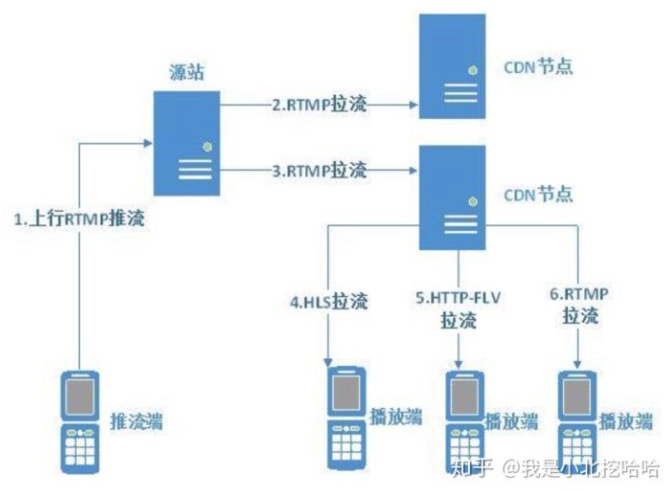 CDN节点
源站
2.RTMP拉流
3.RTMP拉流
CDN节点
1.上行RTMP推流
4.HLS拉流
5.HTTP-FLV
拉流
6.RTMP
拉流
推流端
播放端
播放端
播放端
知乎 @我是小北挖哈哈